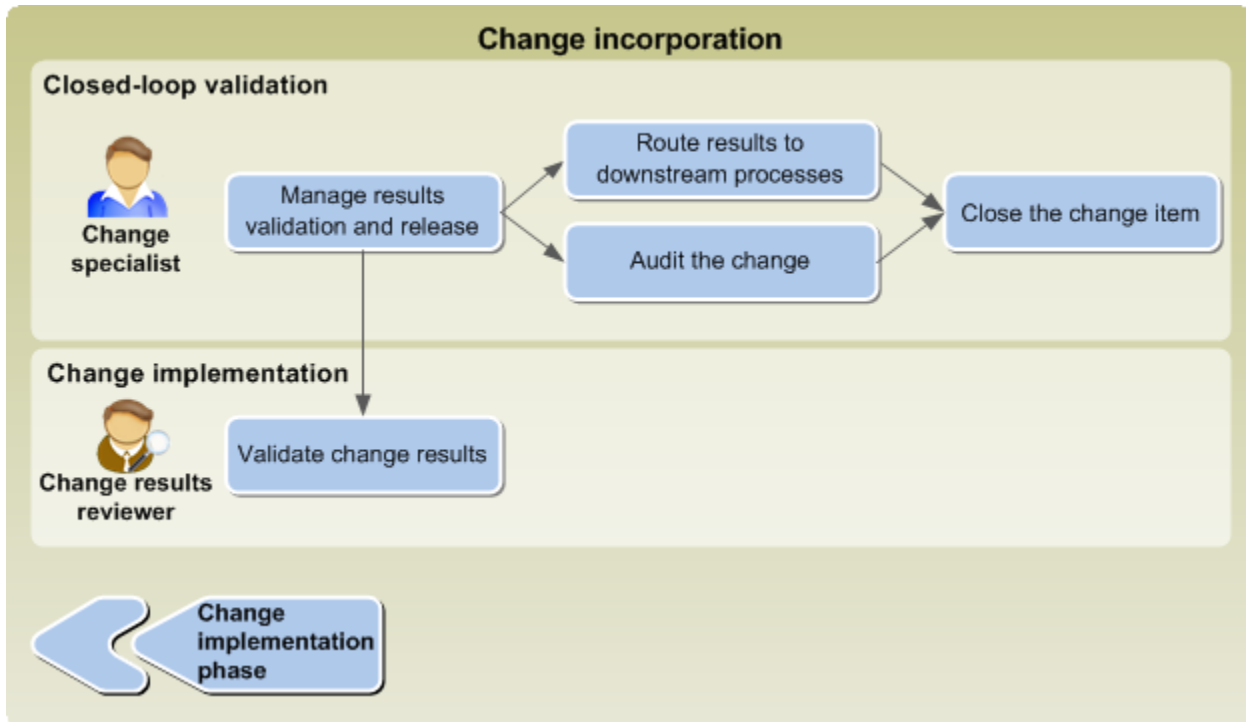 Change incorporation
Closed-loop validation
Change
specialist
Manage results
validation and release
Route results to
downstream processes
Audit the change
Close the change item
Change implementation
Change results
reviewer
Validate change results
Change
implementation
phase